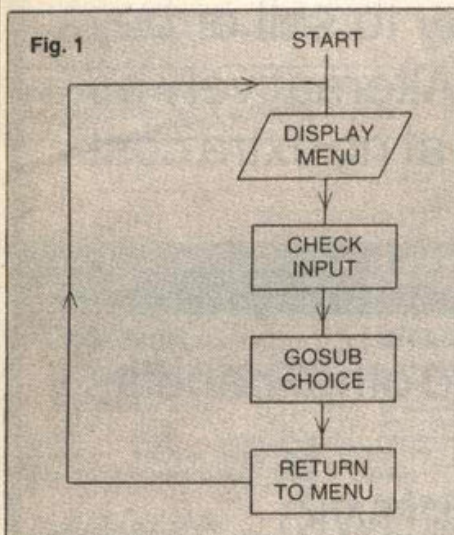 Fig. 1
START
DISPLAY
MENU
CHECK
INPUT
GOSUB
CHOICE
RETURN
TO MENU